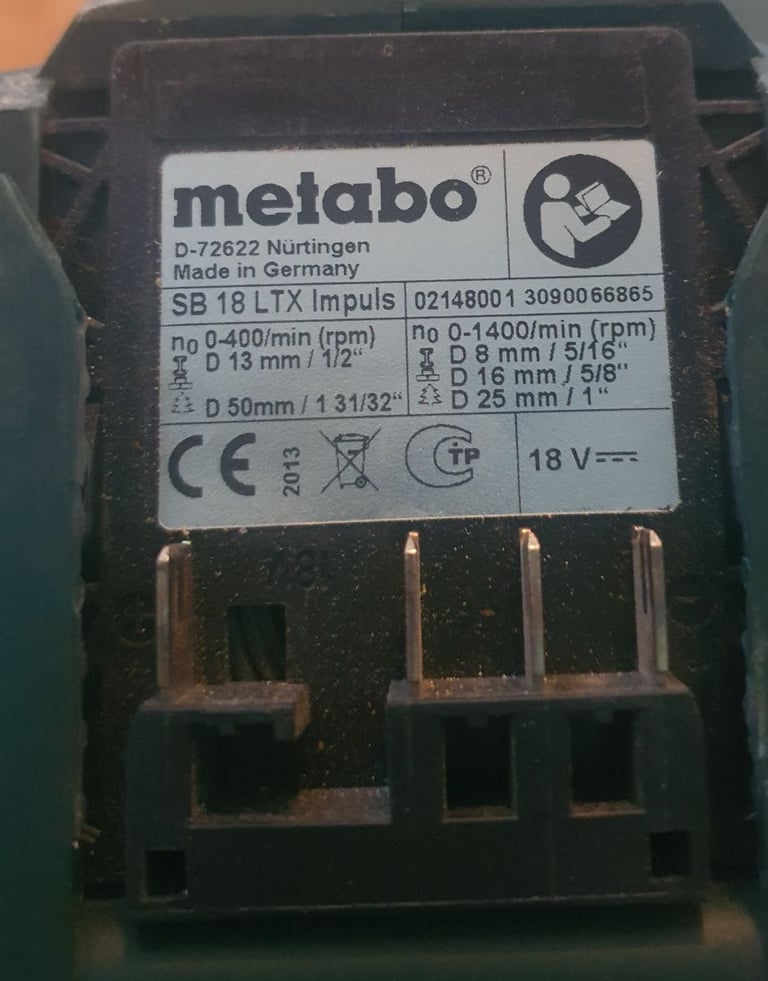 metabo®
D-72622 Nürtingen
Made in Germany
SB 18 LTX Impuls
02148001 3090066865
n0 0-400/min (rpm)
D 13 mm / 1/2“
D 50mm / 1 31/32“
n0 0-1400/min (rpm)
D 8 mm / 5/16“
D 16 mm / 5/8“
D 25 mm / 1“
CE
2013
CTP
18 V
18V